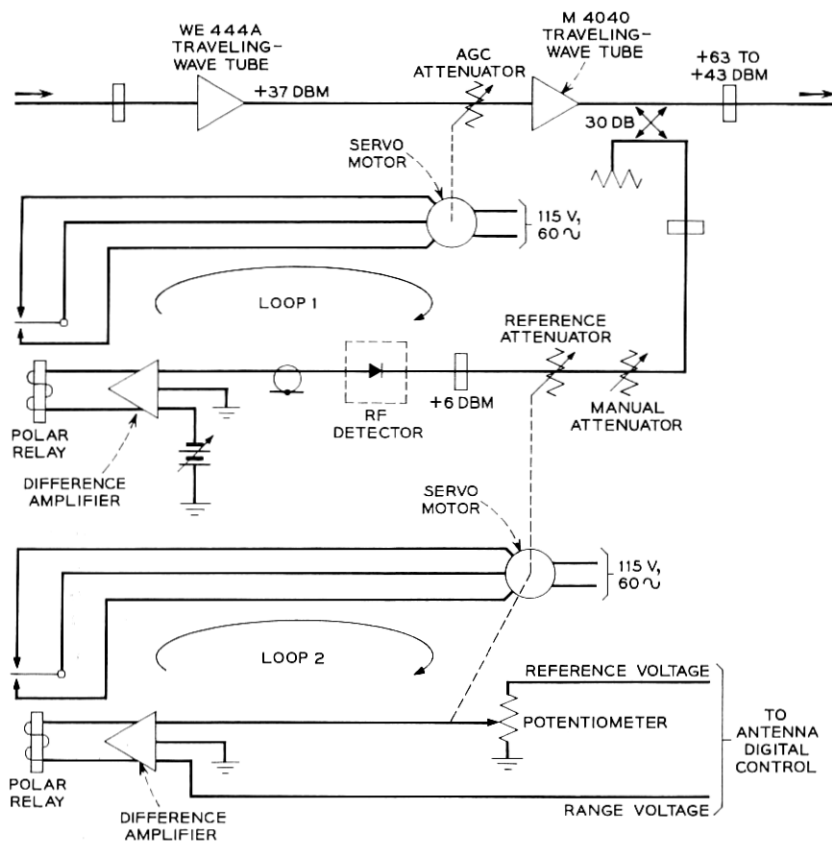 WE 444A
TRAVELING-
WAVE TUBE
M 4040
TRAVELING-
WAVE TUBE
AGC
ATTENUATOR
+63 TO
+43 DBM
+37 DBM
30 DB
SERVO
MOTOR
115 V,
60 ∿
LOOP 1
REFERENCE
ATTENUATOR
+6 DBM
MANUAL
ATTENUATOR
RF
DETECTOR
POLAR
RELAY
DIFFERENCE
AMPLIFIER
SERVO
MOTOR
115 V,
60 ∿
LOOP 2
REFERENCE VOLTAGE
POTENTIOMETER
TO
ANTENNA
DIGITAL
CONTROL
POLAR
RELAY
DIFFERENCE
AMPLIFIER
RANGE VOLTAGE